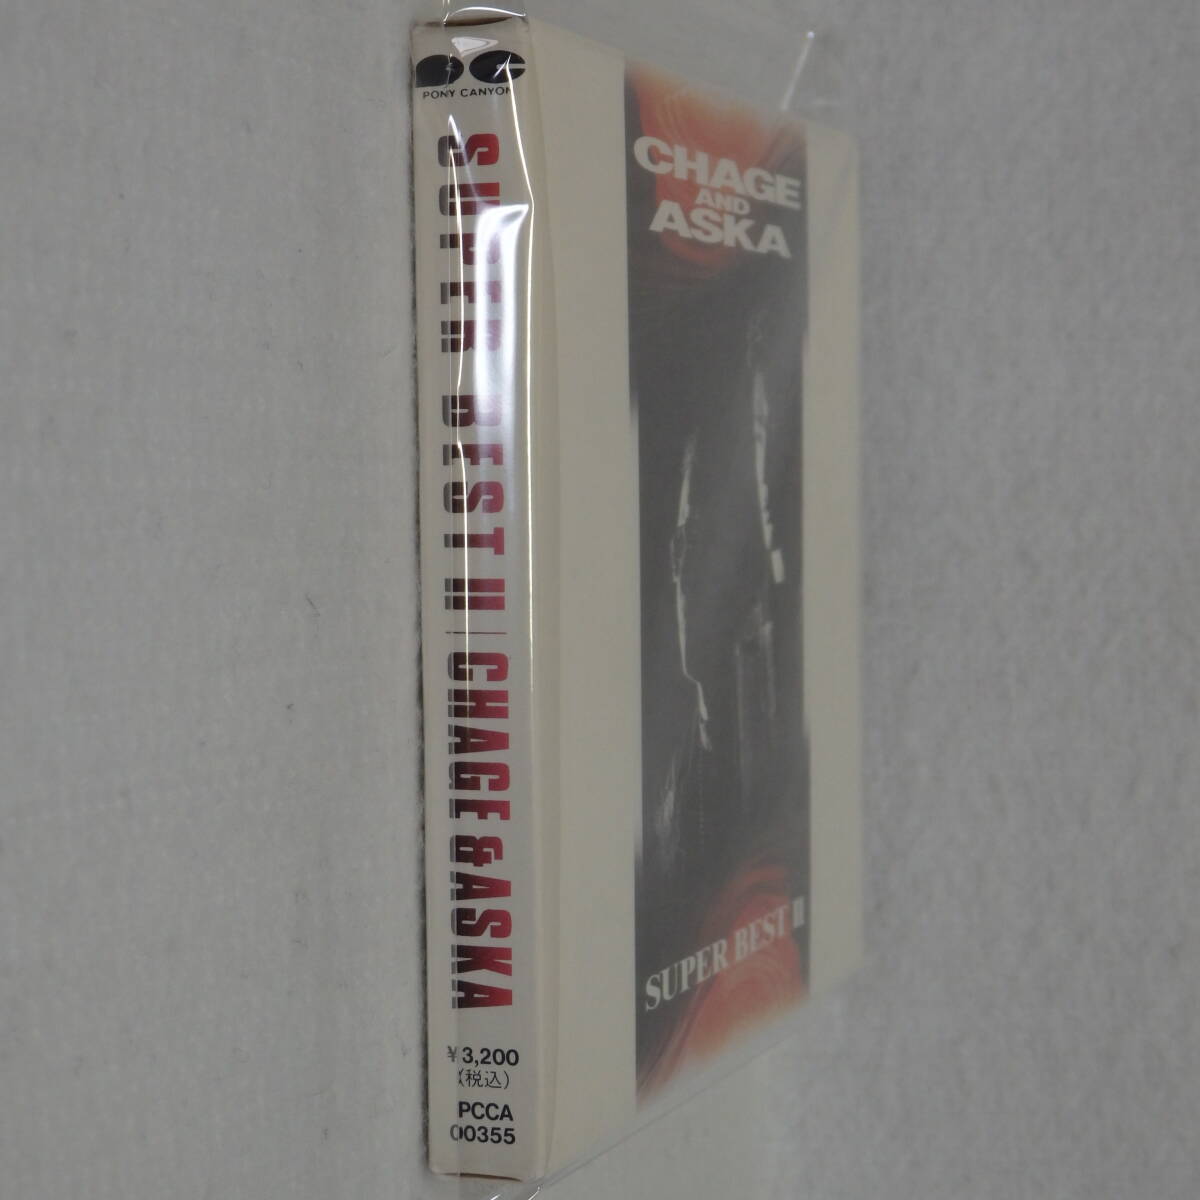 PONY CANYON
SUPER BEST II CHAGE & ASKA
¥3,200
(税込)
PCCA
00355
CHAGE
AND
ASKA
SUPER BEST II